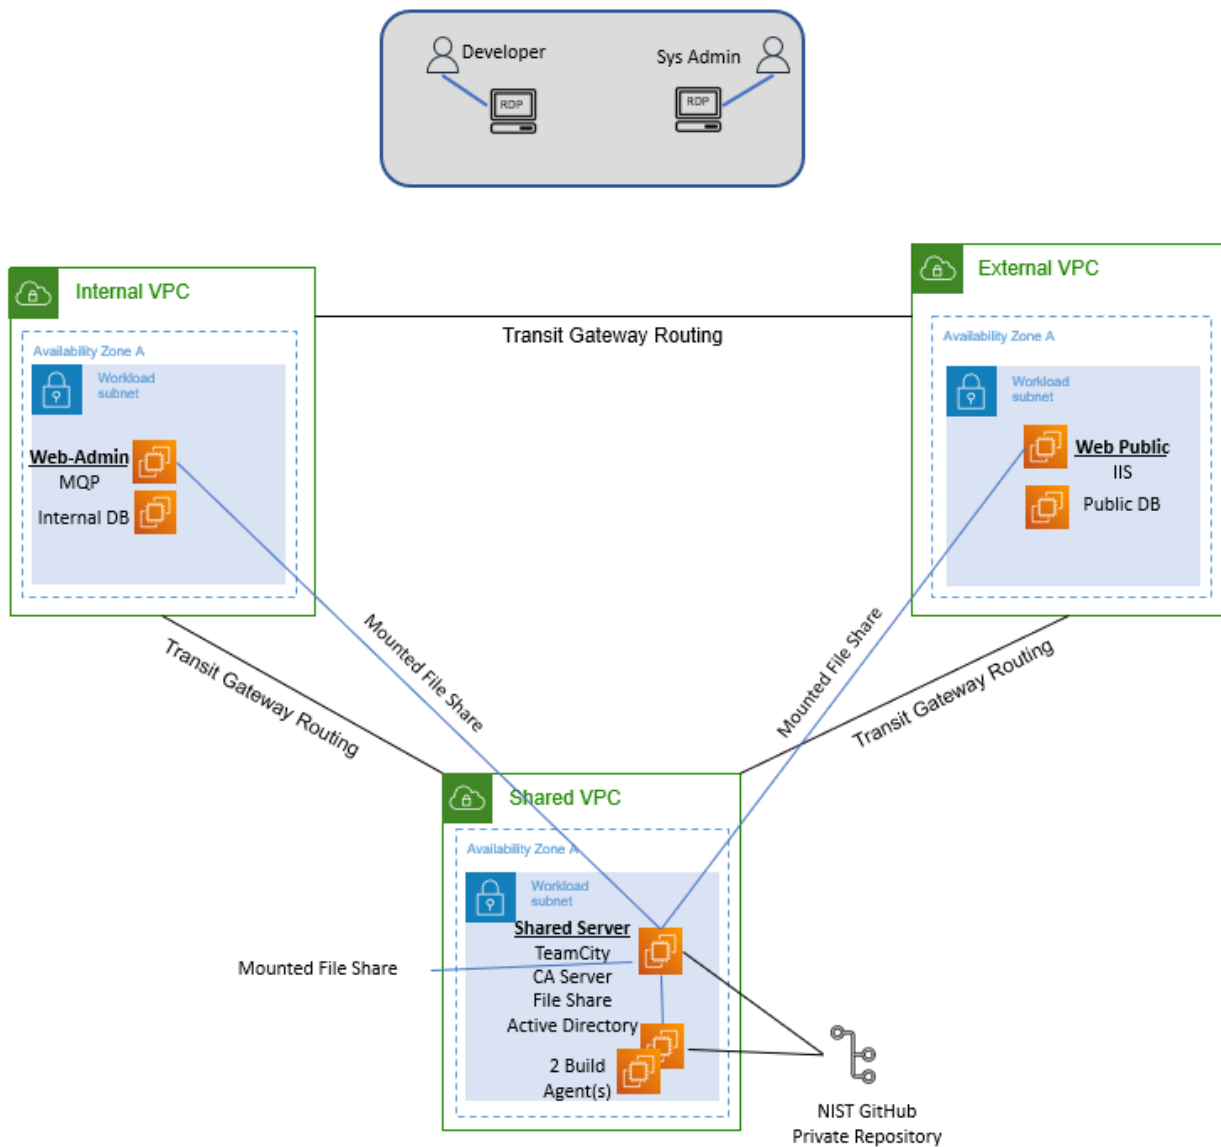 Developer
Sys Admin
RDP
RDP
Internal VPC
External VPC
Transit Gateway Routing
Availability Zone A
Workload
subnet
Web-Admin
MQP
Internal DB
Availability Zone A
Workload
subnet
Web Public
IIS
Public DB
Mounted File Share
Mounted File Share
Transit Gateway Routing
Transit Gateway Routing
Shared VPC
Availability Zone A
Workload
subnet
Shared Server
TeamCity
CA Server
File Share
Active Directory
2 Build
Agent(s)
Mounted File Share
NIST GitHub
Private Repository